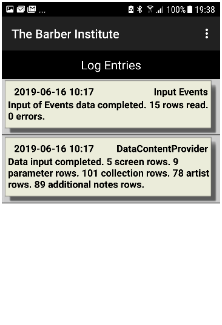 100% 19:38
The Barber Institute
Log Entries
2019-06-16 10:17 Input Events
Input of Events data completed. 15 rows read.
0 errors.
2019-06-16 10:17 DataContentProvider
Data input completed. 5 screen rows. 9
parameter rows. 101 collection rows. 78 artist
rows. 89 additional notes rows.